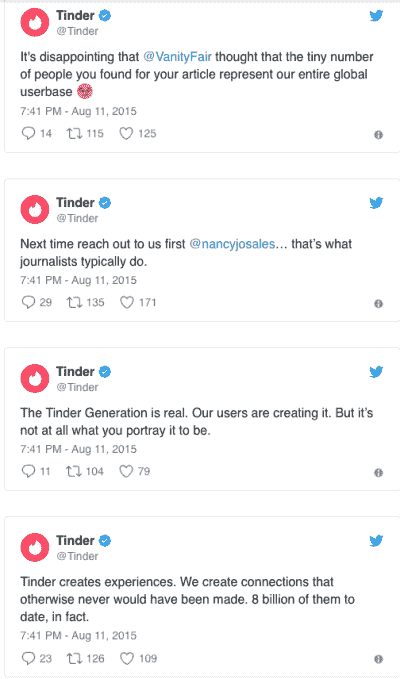 Tinder
@Tinder
It's disappointing that @VanityFair thought that the tiny number
of people you found for your article represent our entire global
userbase
7:41 PM - Aug 11, 2015
14 115 125
Tinder
@Tinder
Next time reach out to us first @nancyjosales... that's what
journalists typically do.
7:41 PM - Aug 11, 2015
29 135 171
Tinder
@Tinder
The Tinder Generation is real. Our users are creating it. But it's
not at all what you portray it to be.
7:41 PM - Aug 11, 2015
11 104 79
Tinder
@Tinder
Tinder creates experiences. We create connections that
otherwise never would have been made. 8 billion of them to
date, in fact.
7:41 PM - Aug 11, 2015
23 126 109